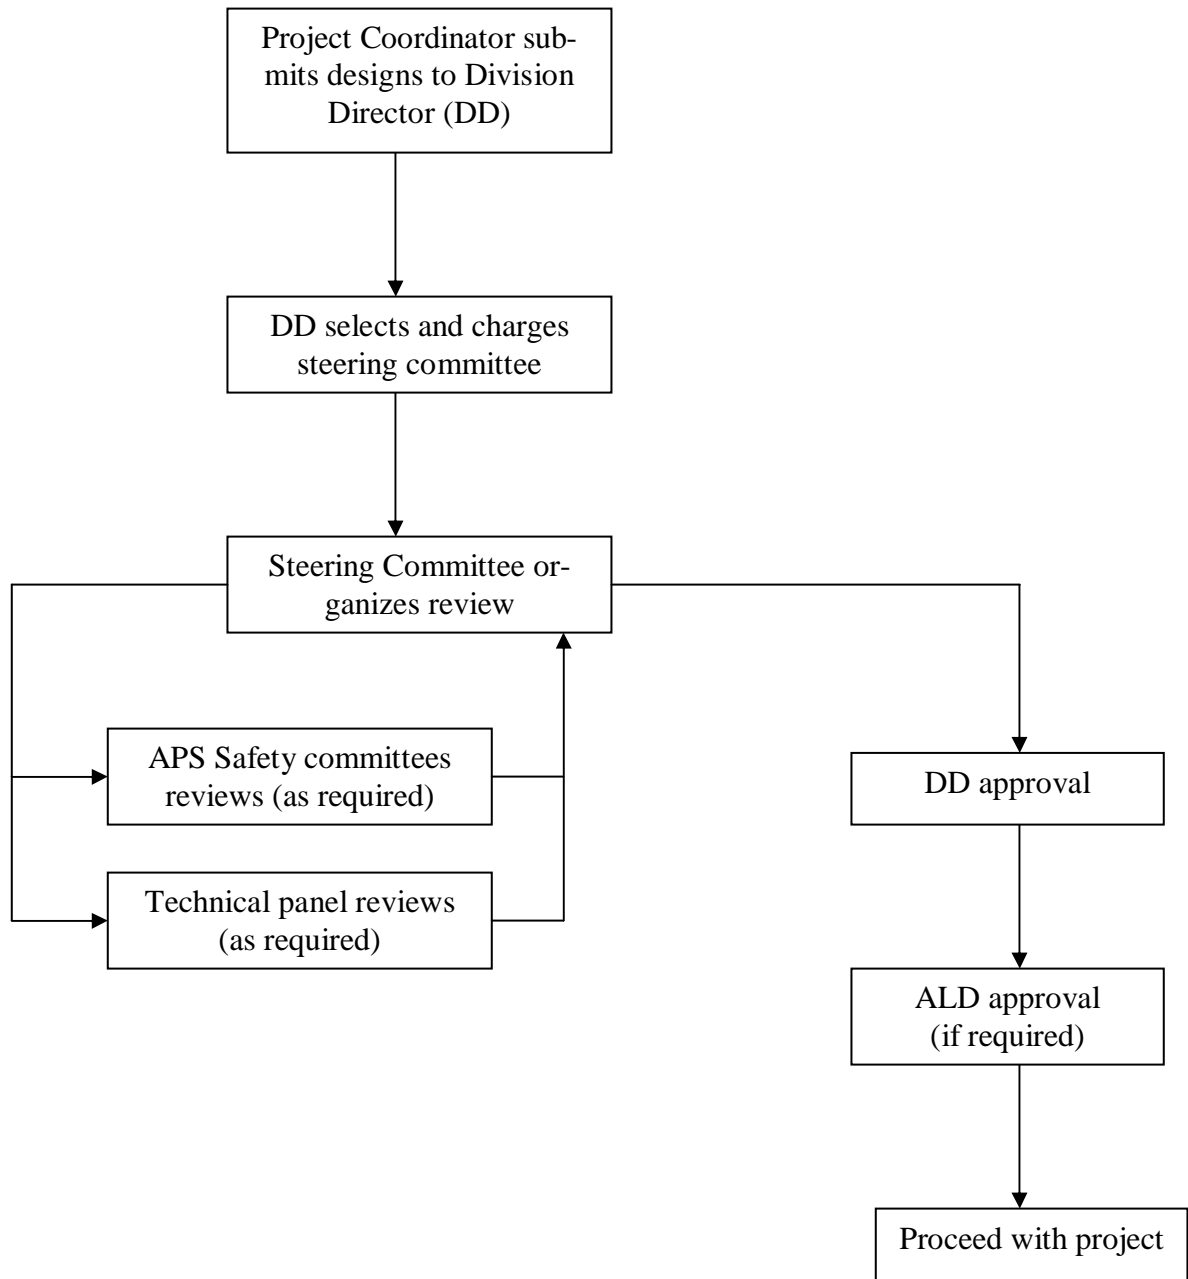 Project Coordinator sub-
mits designs to Division
Director (DD)
DD selects and charges
steering committee
Steering Committee or-
ganizes review
APS Safety committees
reviews (as required)
Technical panel reviews
(as required)
DD approval
ALD approval
(if required)
Proceed with project